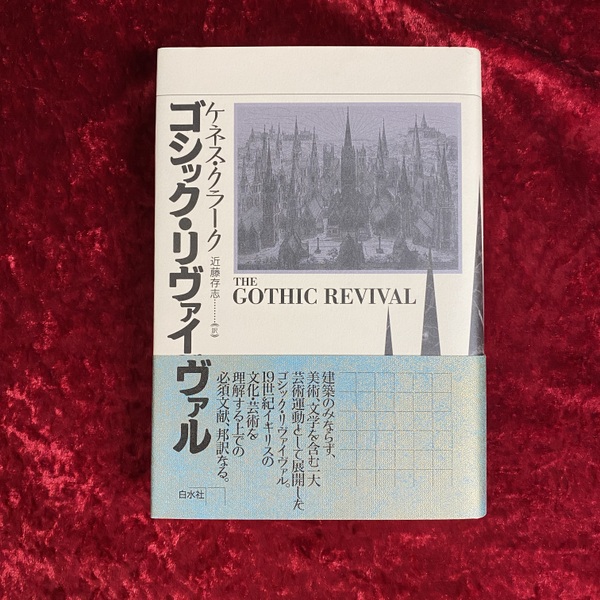 ケネス・クラーク
ゴシック・リヴァイヴァル
近藤存志………《訳》
THE
GOTHIC REVIVAL
建築のみならず、
美術、文学を含む一大
芸術運動として展開した
ゴシック・リヴァイヴァル。
19世紀イギリスの
文化・芸術を
理解する上での
必須文献、邦訳なる。
白水社